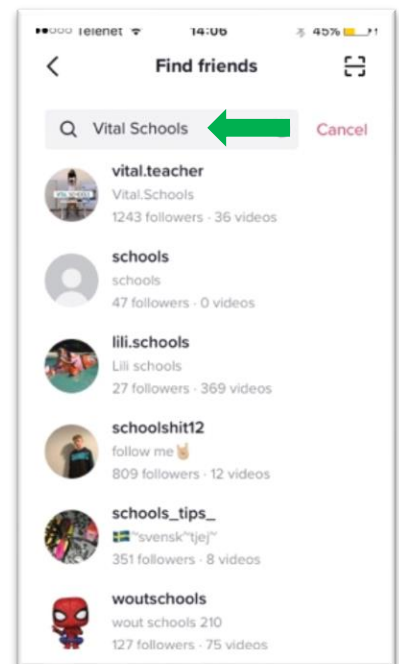 Telenet 14:06 45%
Find friends
Vital Schools Cancel
vital.teacher
Vital.Schools
1243 followers · 36 videos
schools
schools
47 followers · 0 videos
lili.schools
Lili schools
27 followers · 369 videos
schoolshit12
follow me🤘🏼
809 followers · 12 videos
schools_tips_
🇸🇪~svensk~tjej~
351 followers · 8 videos
woutschools
wout schools 210
127 followers · 75 videos